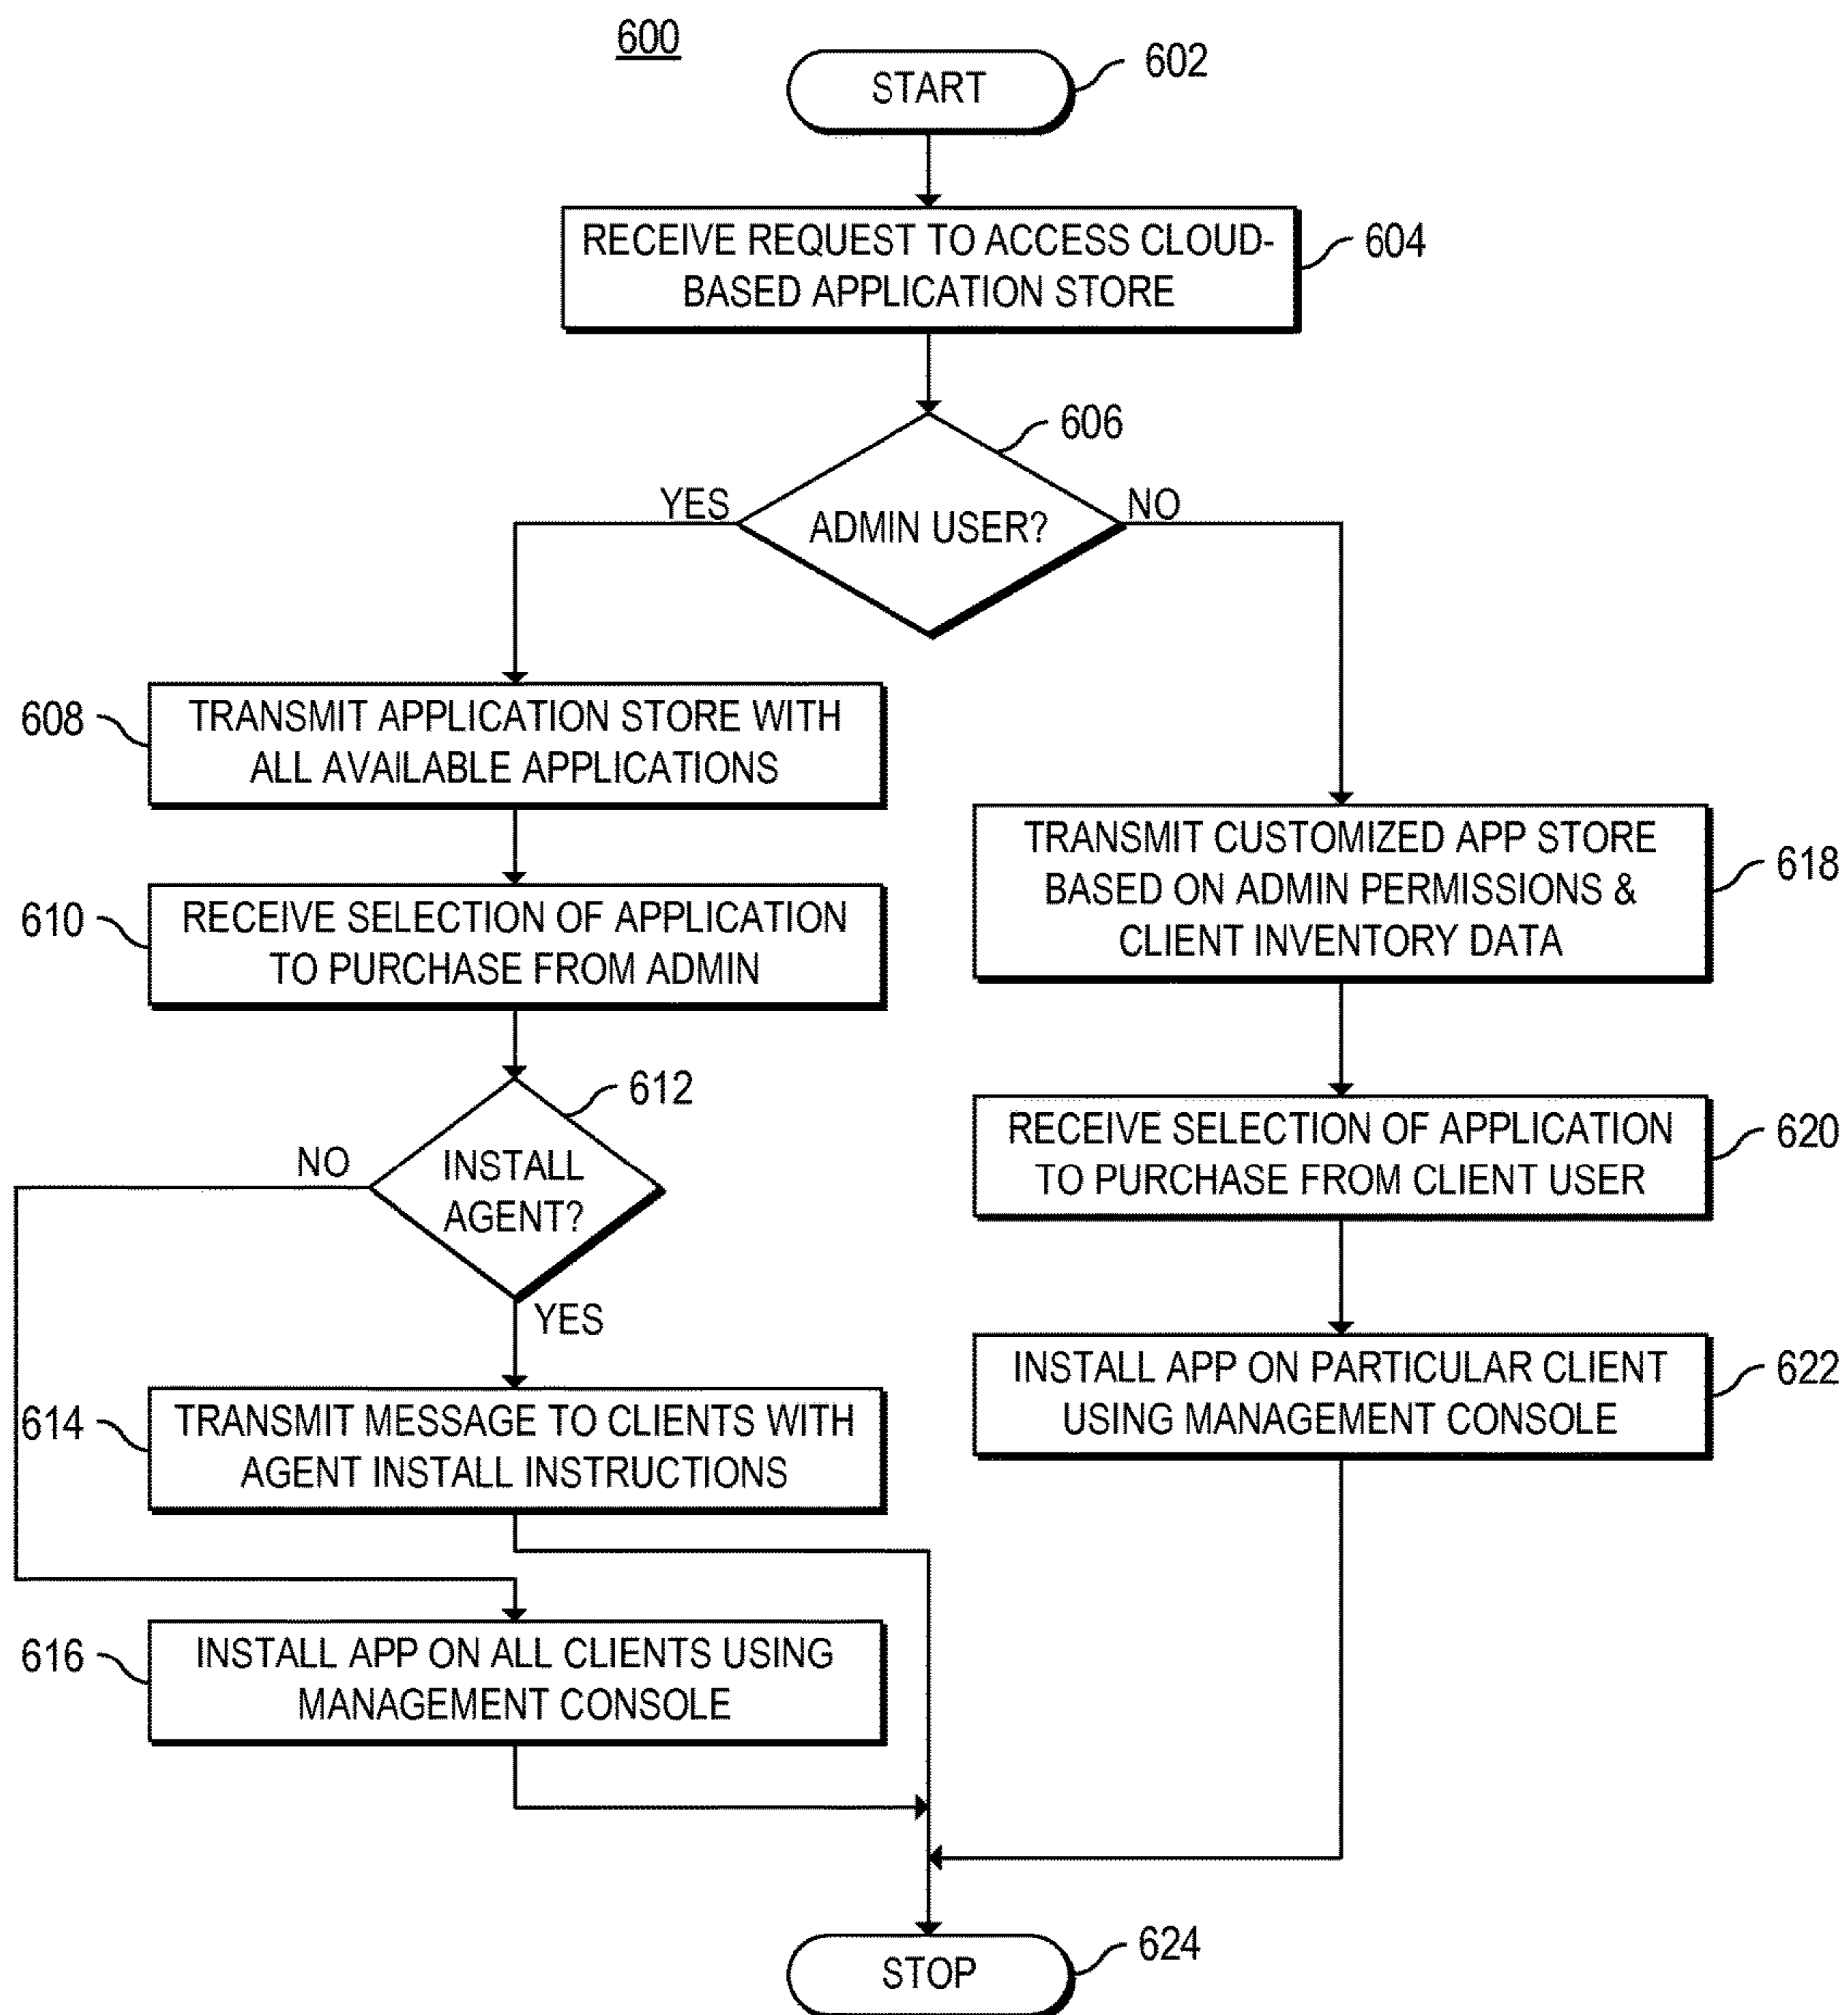 600
START
602
RECEIVE REQUEST TO ACCESS CLOUD-
BASED APPLICATION STORE
604
606
ADMIN USER?
YES
NO
608
TRANSMIT APPLICATION STORE WITH
ALL AVAILABLE APPLICATIONS
610
RECEIVE SELECTION OF APPLICATION
TO PURCHASE FROM ADMIN
612
INSTALL
AGENT?
NO
YES
614
TRANSMIT MESSAGE TO CLIENTS WITH
AGENT INSTALL INSTRUCTIONS
616
INSTALL APP ON ALL CLIENTS USING
MANAGEMENT CONSOLE
TRANSMIT CUSTOMIZED APP STORE
BASED ON ADMIN PERMISSIONS &
CLIENT INVENTORY DATA
618
RECEIVE SELECTION OF APPLICATION
TO PURCHASE FROM CLIENT USER
620
INSTALL APP ON PARTICULAR CLIENT
USING MANAGEMENT CONSOLE
622
STOP
624